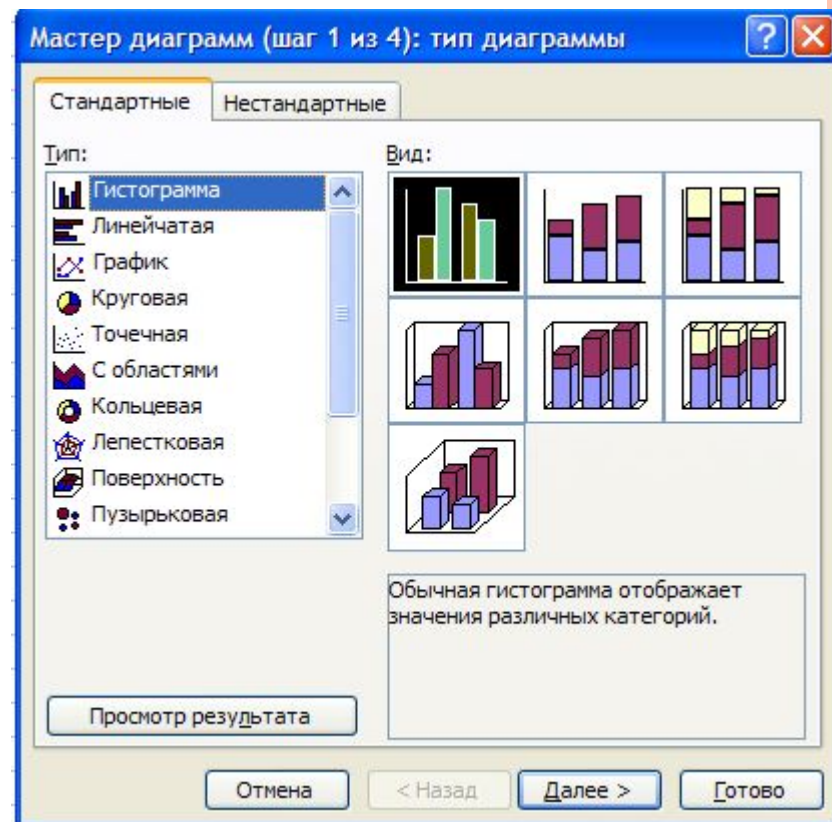 Мастер диаграмм (шаг 1 из 4): тип диаграммы
Стандартные
Нестандартные
Тип:
Вид:
Гистограмма
Линейчатая
График
Круговая
Точечная
С областями
Кольцевая
Лепестковая
Поверхность
Пузырьковая
Обычная гистограмма отображает
значения различных категорий.
Просмотр результата
Отмена
< Назад
Далее >
Готово